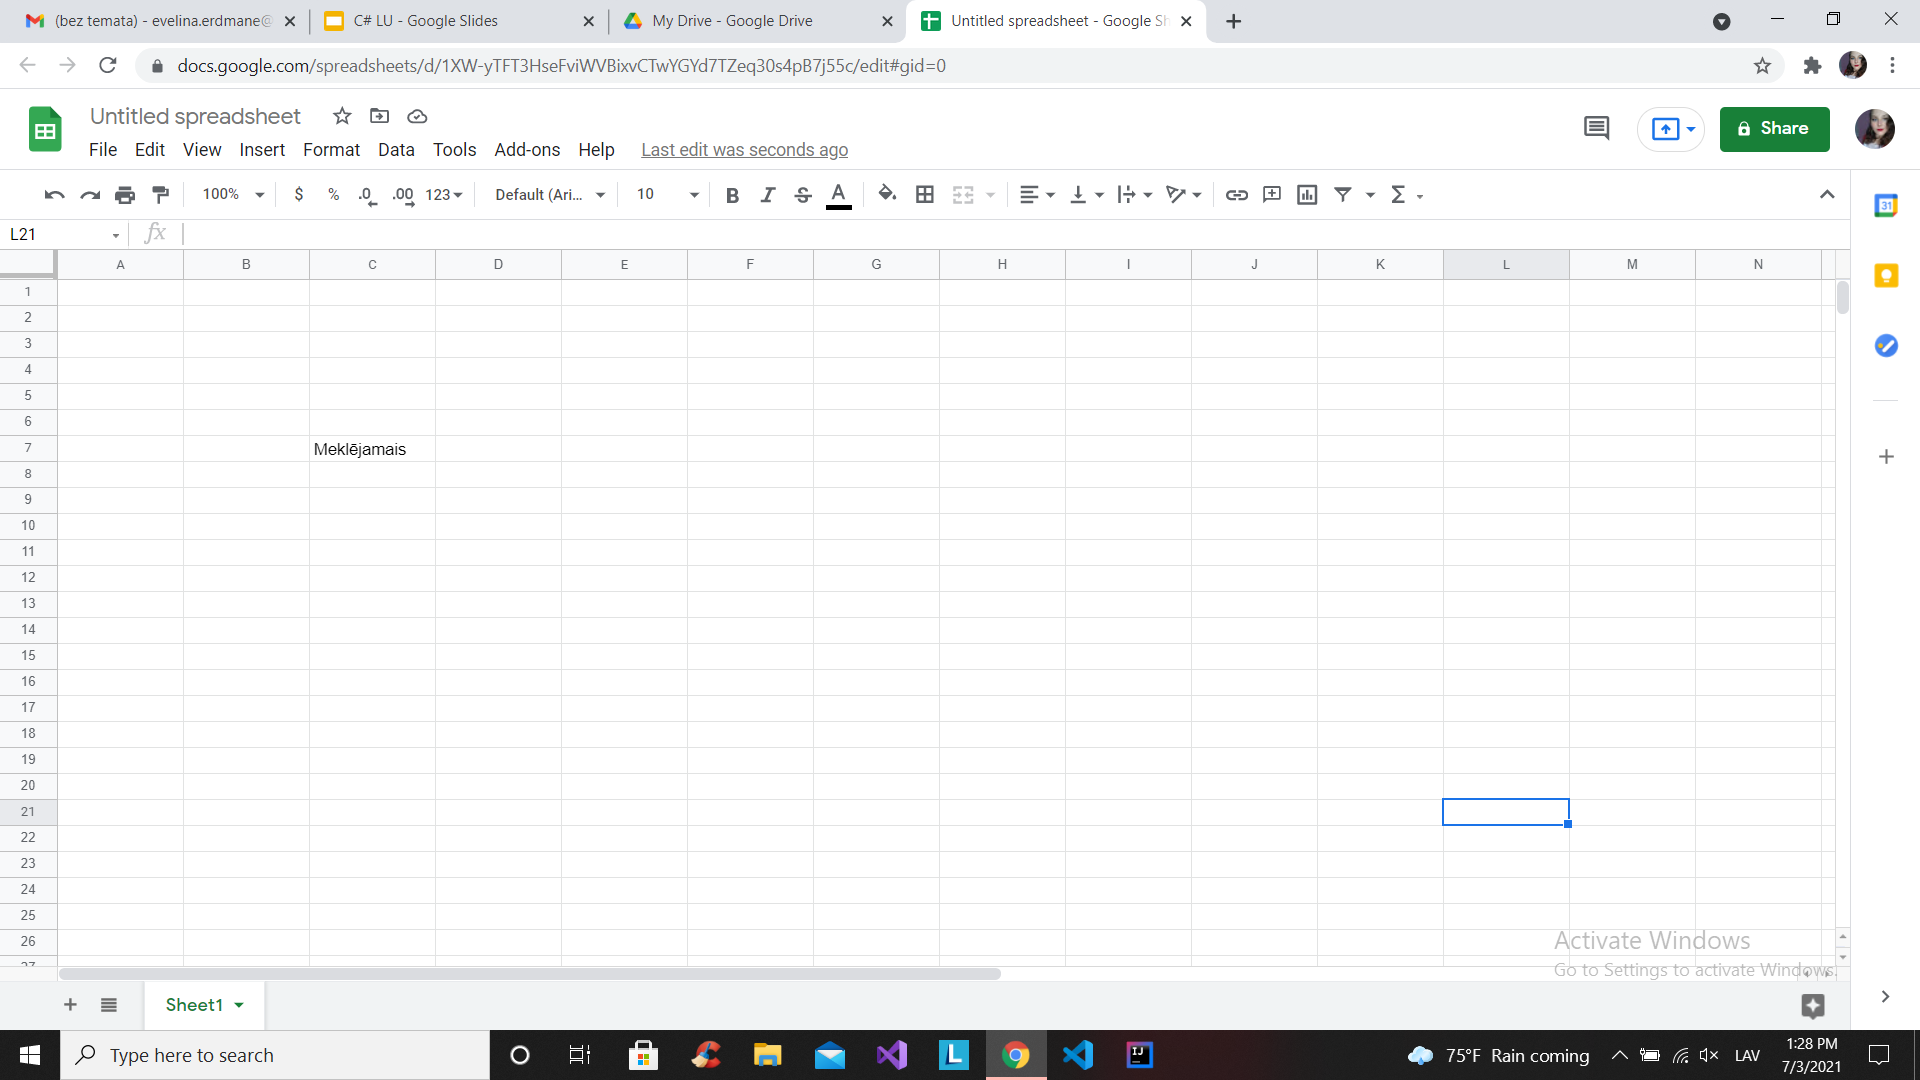 (bez temata) - evelina.erdmane@
C# LU - Google Slides
My Drive - Google Drive
Untitled spreadsheet - Google Sh
docs.google.com/spreadsheets/d/1XW-yTFT3HseFviWVBixvCTwYGYd7TZeq30s4pB7j55c/edit#gid=0
Untitled spreadsheet
File Edit View Insert Format Data Tools Add-ons Help Last edit was seconds ago
Share
100% $ % .0 .00 123 Default (Ari... 10 B I S A Σ
31
L21 fx
A B C D E F G H I J K L M N
1
2
3
4
5
6
7 Meklējamais
8
9
10
11
12
13
14
15
16
17
18
19
20
21
22
23
24
25
26
27
Activate Windows
Go to Settings to activate Windows.
Sheet1
Type here to search
L
IJ
75°F Rain coming
LAV
1:28 PM
7/3/2021